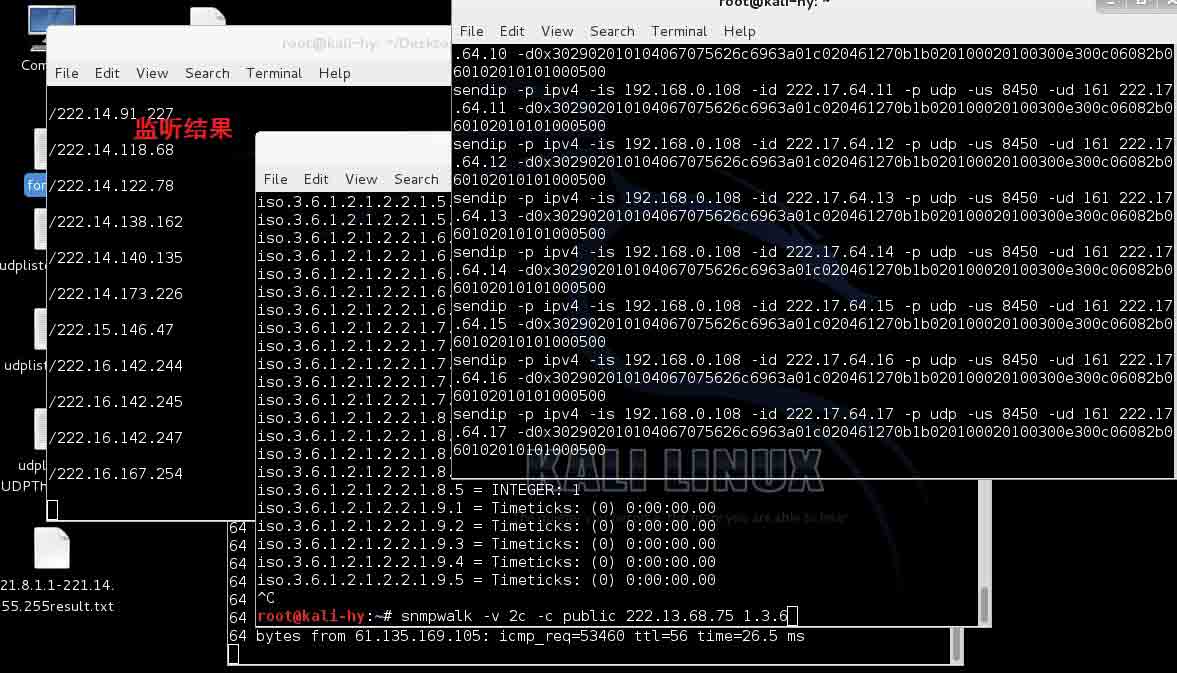 Com
root@kali-hy: ~/Deskto
File Edit View Search Terminal Help
/222.14.91.227
监听结果
/222.14.118.68
/222.14.122.78
/222.14.138.162
/222.14.140.135
/222.14.173.226
/222.15.146.47
/222.16.142.244
/222.16.142.245
/222.16.142.247
/222.16.167.254
for
udpliste
udplist
udpl
UDPTh
21.8.1.1-221.14.
55.255result.txt
root@kali-hy: ~
File Edit View Search Terminal Help
.64.10 -d0x302902010104067075626c6963a01c020461270b1b020100020100300e300c06082b0
60102010101000500
sendip -p ipv4 -is 192.168.0.108 -id 222.17.64.11 -p udp -us 8450 -ud 161 222.17
.64.11 -d0x302902010104067075626c6963a01c020461270b1b020100020100300e300c06082b0
60102010101000500
sendip -p ipv4 -is 192.168.0.108 -id 222.17.64.12 -p udp -us 8450 -ud 161 222.17
.64.12 -d0x302902010104067075626c6963a01c020461270b1b020100020100300e300c06082b0
60102010101000500
sendip -p ipv4 -is 192.168.0.108 -id 222.17.64.13 -p udp -us 8450 -ud 161 222.17
.64.13 -d0x302902010104067075626c6963a01c020461270b1b020100020100300e300c06082b0
60102010101000500
sendip -p ipv4 -is 192.168.0.108 -id 222.17.64.14 -p udp -us 8450 -ud 161 222.17
.64.14 -d0x302902010104067075626c6963a01c020461270b1b020100020100300e300c06082b0
60102010101000500
sendip -p ipv4 -is 192.168.0.108 -id 222.17.64.15 -p udp -us 8450 -ud 161 222.17
.64.15 -d0x302902010104067075626c6963a01c020461270b1b020100020100300e300c06082b0
60102010101000500
sendip -p ipv4 -is 192.168.0.108 -id 222.17.64.16 -p udp -us 8450 -ud 161 222.17
.64.16 -d0x302902010104067075626c6963a01c020461270b1b020100020100300e300c06082b0
60102010101000500
sendip -p ipv4 -is 192.168.0.108 -id 222.17.64.17 -p udp -us 8450 -ud 161 222.17
.64.17 -d0x302902010104067075626c6963a01c020461270b1b020100020100300e300c06082b0
60102010101000500
KALI LINUX
File Edit View Search
iso.3.6.1.2.1.2.2.1.5.
iso.3.6.1.2.1.2.2.1.5.
iso.3.6.1.2.1.2.2.1.6
iso.3.6.1.2.1.2.2.1.6.
iso.3.6.1.2.1.2.2.1.6.
iso.3.6.1.2.1.2.2.1.6.
iso.3.6.1.2.1.2.2.1.6.
iso.3.6.1.2.1.2.2.1.7.
iso.3.6.1.2.1.2.2.1.7
iso.3.6.1.2.1.2.2.1.7.
iso.3.6.1.2.1.2.2.1.7.
iso.3.6.1.2.1.2.2.1.7.
iso.3.6.1.2.1.2.2.1.8.
iso.3.6.1.2.1.2.2.1.8.
iso.3.6.1.2.1.2.2.1.8.
iso.3.6.1.2.1.2.2.1.8.
iso.3.6.1.2.1.2.2.1.8.5 = INTEGER: 1
iso.3.6.1.2.1.2.2.1.9.1 = Timeticks: (0) 0:00:00.00
iso.3.6.1.2.1.2.2.1.9.2 = Timeticks: (0) 0:00:00.00
iso.3.6.1.2.1.2.2.1.9.3 = Timeticks: (0) 0:00:00.00
iso.3.6.1.2.1.2.2.1.9.4 = Timeticks: (0) 0:00:00.00
iso.3.6.1.2.1.2.2.1.9.5 = Timeticks: (0) 0:00:00.00
^C
root@kali-hy:~# snmpwalk -v 2c -c public 222.13.68.75 1.3.6
64
64
64
64
64
64
64 bytes from 61.135.169.105: icmp_req=53460 ttl=56 time=26.5 ms